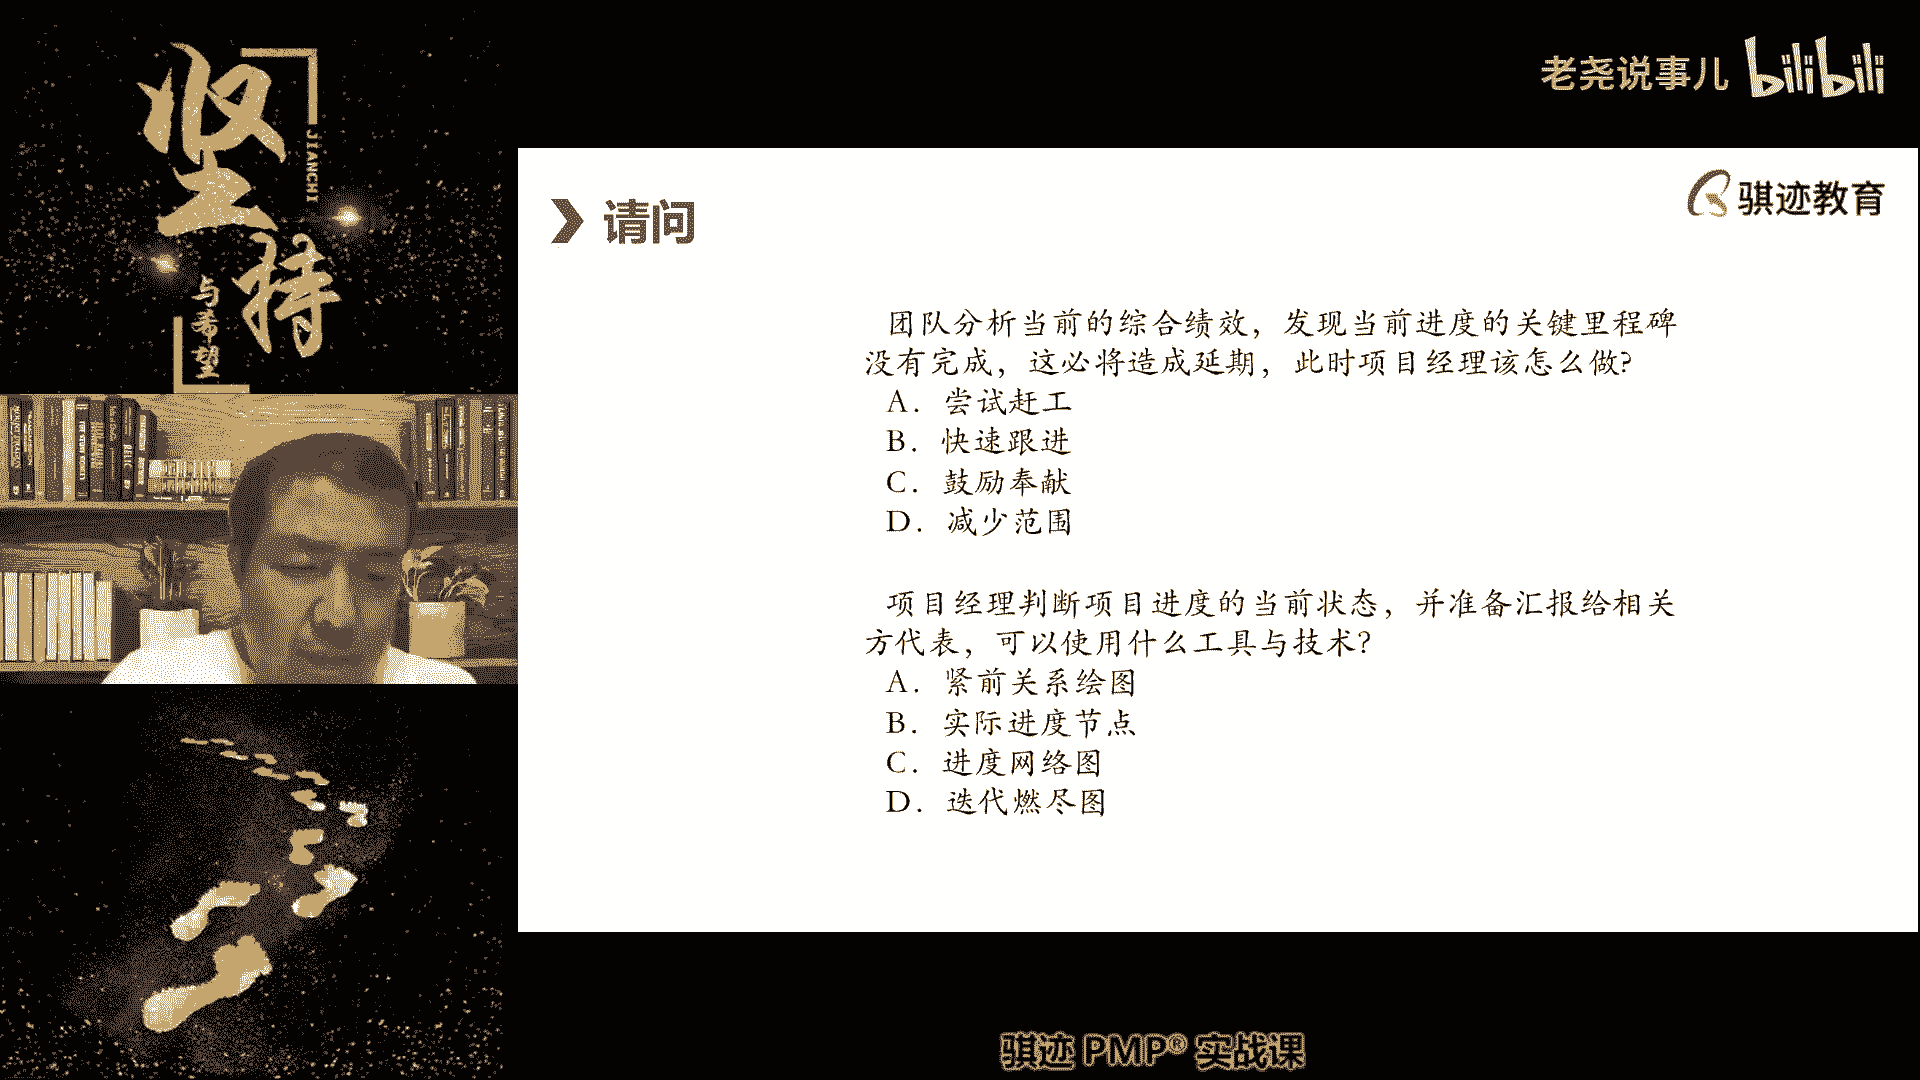 坚持
JIANCHI
与希望
老尧说事儿 bilibili
骐迹教育
请问
团队分析当前的综合绩效，发现当前进度的关键里程碑
没有完成，这必将造成延期，此时项目经理该怎么做?
A. 尝试赶工
B. 快速跟进
C. 鼓励奉献
D. 减少范围
项目经理判断项目进度的当前状态，并准备汇报给相关
方代表，可以使用什么工具与技术?
A. 紧前关系绘图
B. 实际进度节点
C. 进度网络图
D. 迭代燃尽图
骐迹 PMP® 实战课